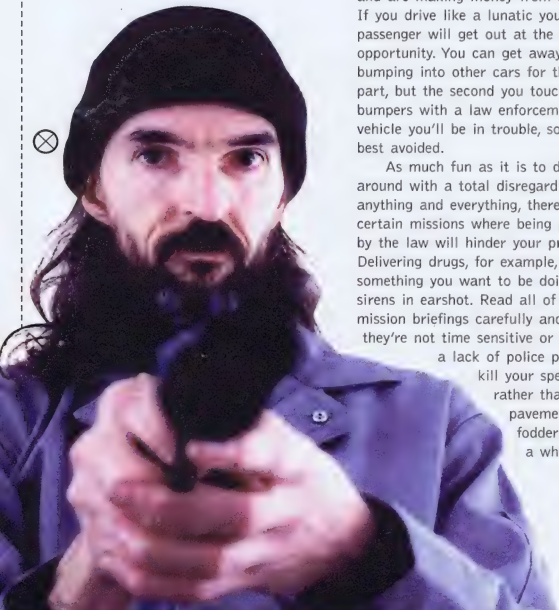 If you drive like a lunatic you
passenger will get out at the
opportunity. You can get away
bumping into other cars for th
part, but the second you touc
bumpers with a law enforcem
vehicle you'll be in trouble, so
best avoided.
As much fun as it is to d
around with a total disregard
anything and everything, there
certain missions where being
by the law will hinder your pr
Delivering drugs, for example,
something you want to be doi
sirens in earshot. Read all of
mission briefings carefully and
they're not time sensitive or
a lack of police p
kill your spe
rather tha
paveme
fodder
a wh